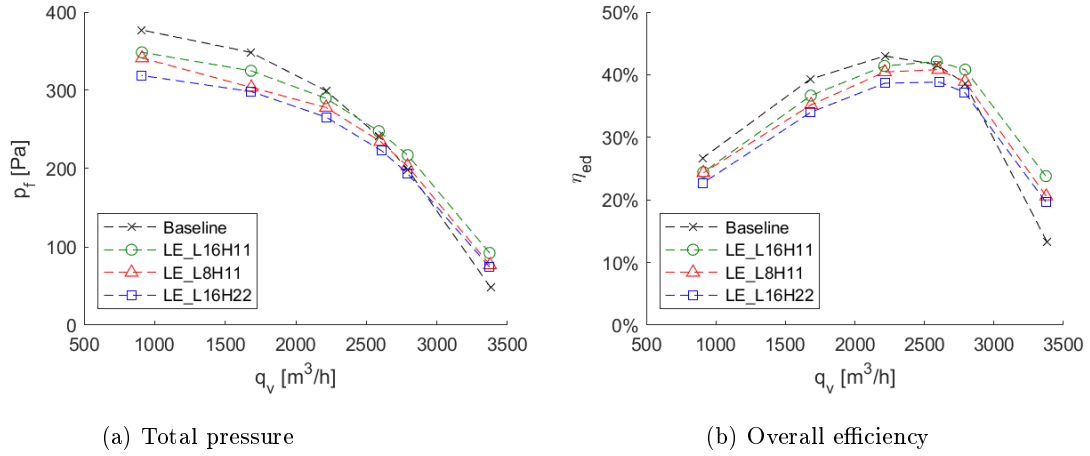 400
300
200
100
0
p_f [Pa]
Baseline
LE_L16H11
LE_L8H11
LE_L16H22
1000
1500
2000
2500
3000
3500
500
q_v [m^3/h]
(a) Total pressure
50%
40%
30%
20%
10%
0%
η_ed
Baseline
LE_L16H11
LE_L8H11
LE_L16H22
500
1000
1500
2000
2500
3000
3500
q_v [m^3/h]
(b) Overall efficiency